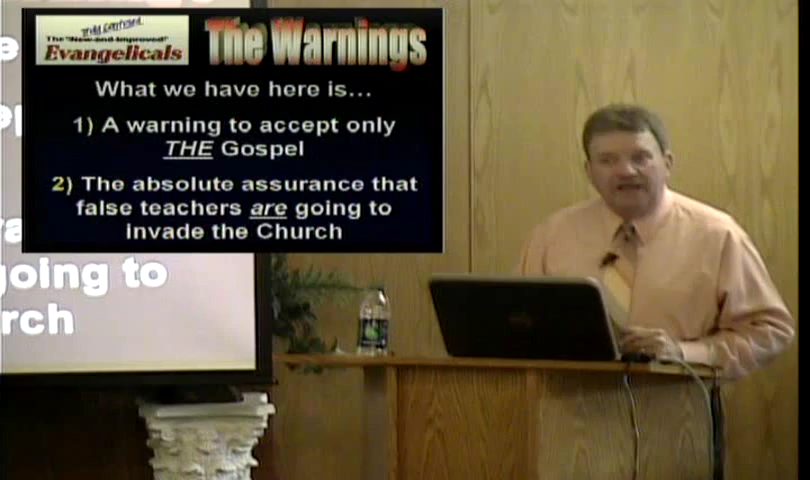 The "New-and-Improved"
Evangelicals
The Warnings
What we have here is...
1) A warning to accept only
THE Gospel
2) The absolute assurance that
false teachers are going to
invade the Church
going to
rch